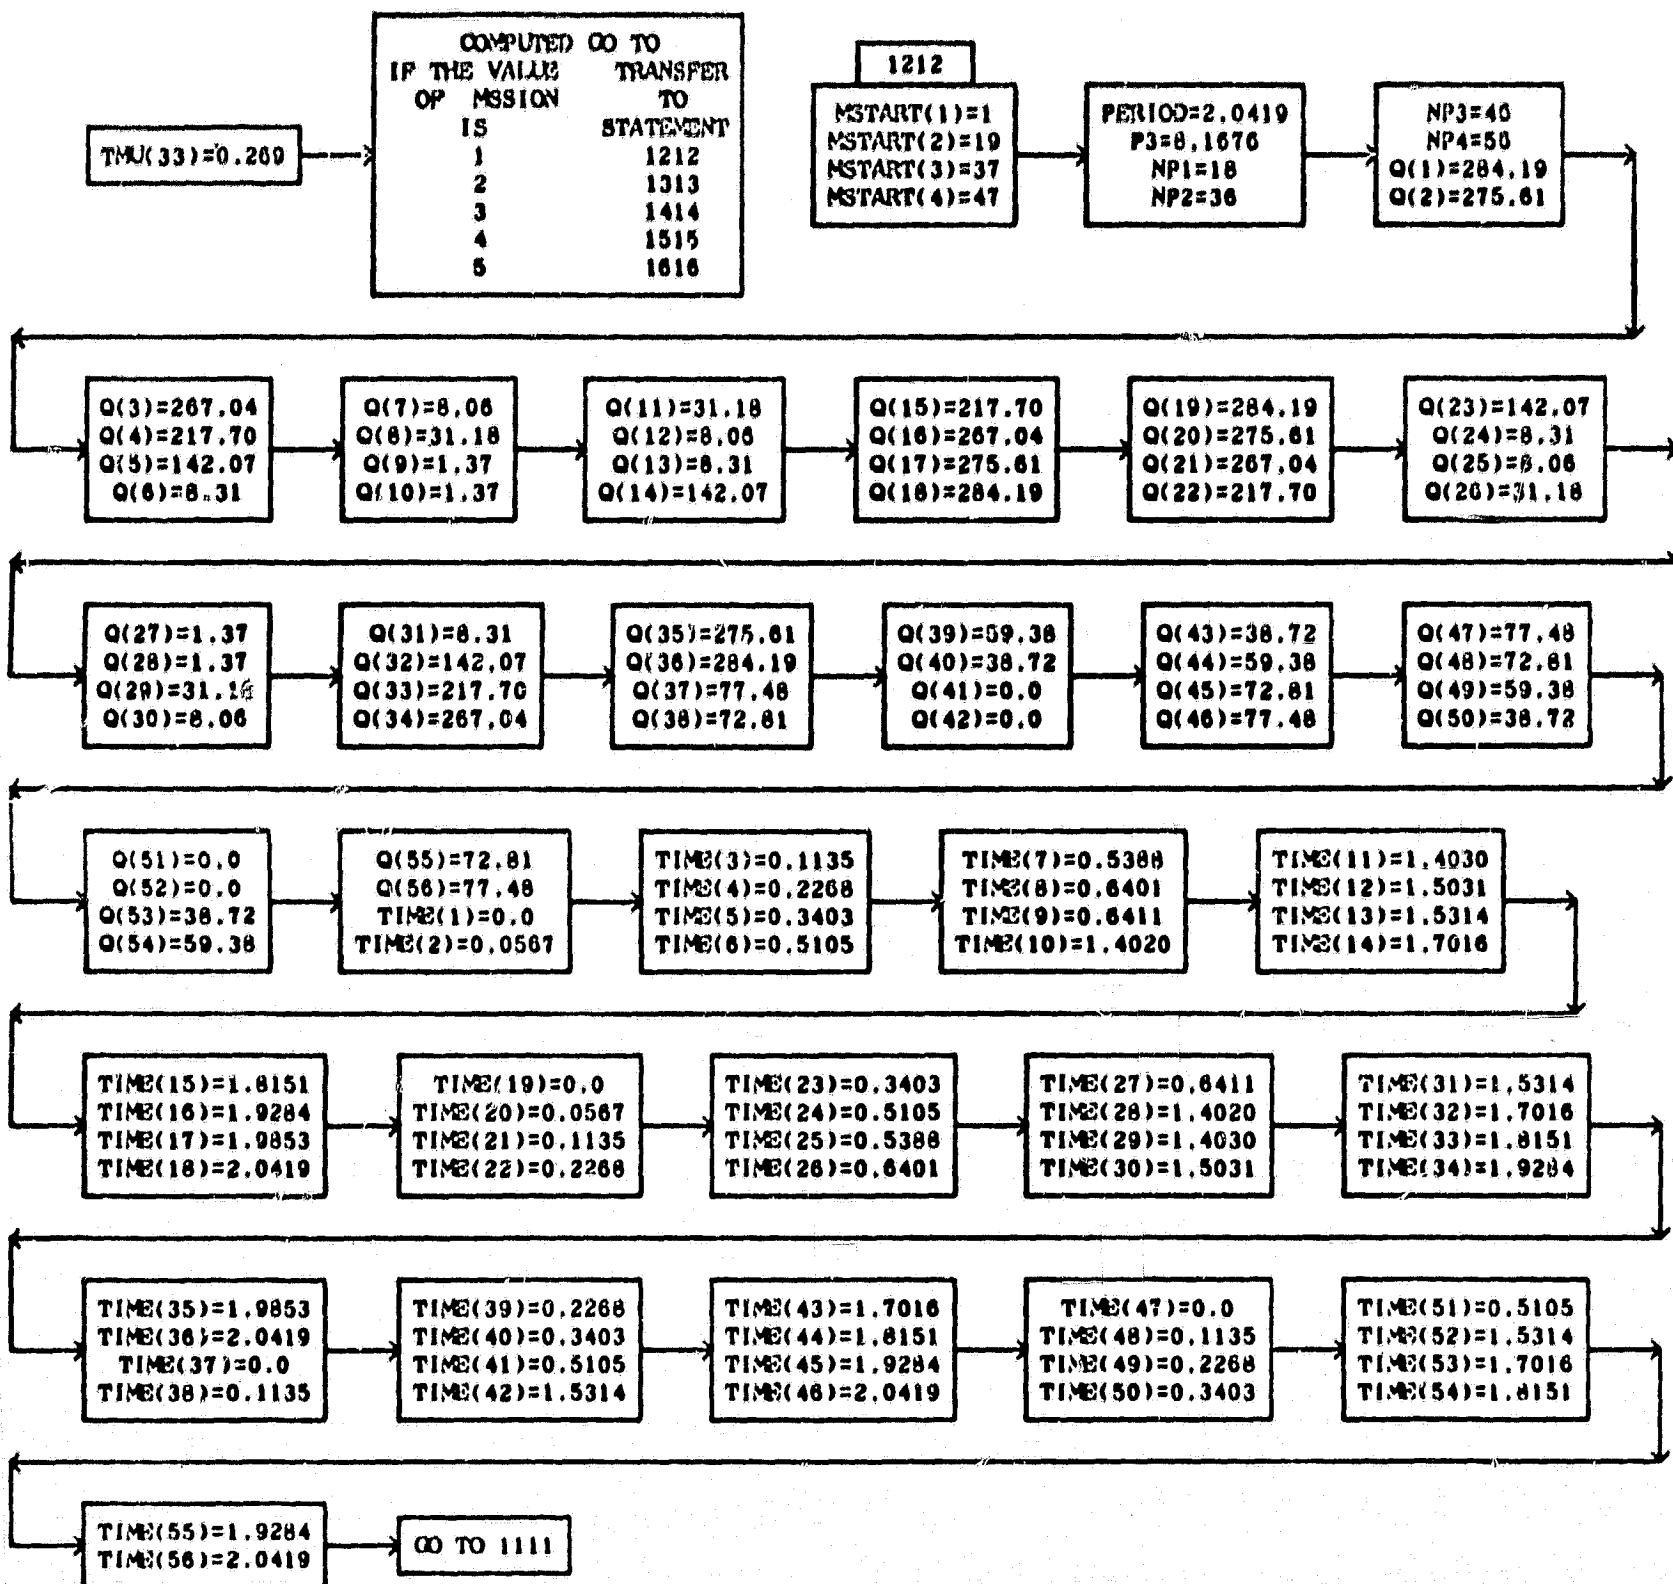 TMU(33)=0.269
COMPUTED GO TO
IF THE VALUE TRANSFER
OF MSSION TO
IS STATEMENT
1 1212
2 1313
3 1414
4 1515
5 1616
1212
MSTART(1)=1
MSTART(2)=19
MSTART(3)=37
MSTART(4)=47
PERIOD=2.0419
P3=8.1676
NP1=18
NP2=36
NP3=46
NP4=56
Q(1)=284.19
Q(2)=275.61
Q(3)=267.04
Q(4)=217.70
Q(5)=142.07
Q(6)=8.31
Q(7)=8.06
Q(8)=31.18
Q(9)=1.37
Q(10)=1.37
Q(11)=31.18
Q(12)=8.06
Q(13)=8.31
Q(14)=142.07
Q(15)=217.70
Q(16)=267.04
Q(17)=275.61
Q(18)=284.19
Q(19)=284.19
Q(20)=275.61
Q(21)=267.04
Q(22)=217.70
Q(23)=142.07
Q(24)=8.31
Q(25)=8.06
Q(26)=31.18
Q(27)=1.37
Q(28)=1.37
Q(29)=31.18
Q(30)=8.06
Q(31)=8.31
Q(32)=142.07
Q(33)=217.70
Q(34)=267.04
Q(35)=275.61
Q(36)=284.19
Q(37)=77.48
Q(38)=72.81
Q(39)=59.38
Q(40)=38.72
Q(41)=0.0
Q(42)=0.0
Q(43)=38.72
Q(44)=59.38
Q(45)=72.81
Q(46)=77.48
Q(47)=77.48
Q(48)=72.81
Q(49)=59.38
Q(50)=38.72
Q(51)=0.0
Q(52)=0.0
Q(53)=38.72
Q(54)=59.38
Q(55)=72.81
Q(56)=77.48
TIME(1)=0.0
TIME(2)=0.0567
TIME(3)=0.1135
TIME(4)=0.2268
TIME(5)=0.3403
TIME(6)=0.5105
TIME(7)=0.5388
TIME(8)=0.6401
TIME(9)=0.6411
TIME(10)=1.4020
TIME(11)=1.4030
TIME(12)=1.5031
TIME(13)=1.5314
TIME(14)=1.7016
TIME(15)=1.8151
TIME(16)=1.9284
TIME(17)=1.9853
TIME(18)=2.0419
TIME(19)=0.0
TIME(20)=0.0567
TIME(21)=0.1135
TIME(22)=0.2268
TIME(23)=0.3403
TIME(24)=0.5105
TIME(25)=0.5388
TIME(26)=0.6401
TIME(27)=0.6411
TIME(28)=1.4020
TIME(29)=1.4030
TIME(30)=1.5031
TIME(31)=1.5314
TIME(32)=1.7016
TIME(33)=1.8151
TIME(34)=1.9284
TIME(35)=1.9853
TIME(36)=2.0419
TIME(37)=0.0
TIME(38)=0.1135
TIME(39)=0.2268
TIME(40)=0.3403
TIME(41)=0.5105
TIME(42)=1.5314
TIME(43)=1.7016
TIME(44)=1.8151
TIME(45)=1.9284
TIME(46)=2.0419
TIME(47)=0.0
TIME(48)=0.1135
TIME(49)=0.2268
TIME(50)=0.3403
TIME(51)=0.5105
TIME(52)=1.5314
TIME(53)=1.7016
TIME(54)=1.8151
TIME(55)=1.9284
TIME(56)=2.0419
GO TO 1111